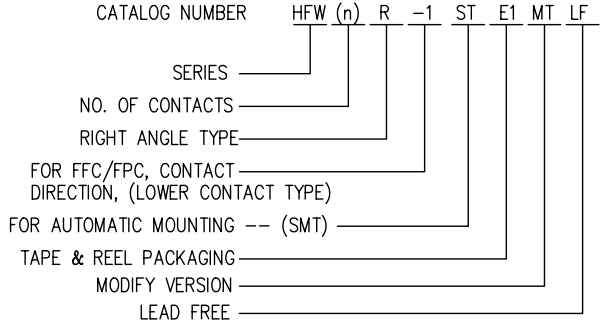 CATALOG NUMBER HFW (n) R -1 ST E1 MT LF
SERIES
NO. OF CONTACTS
RIGHT ANGLE TYPE
FOR FFC/FPC, CONTACT
DIRECTION, (LOWER CONTACT TYPE)
FOR AUTOMATIC MOUNTING -- (SMT)
TAPE & REEL PACKAGING
MODIFY VERSION
LEAD FREE